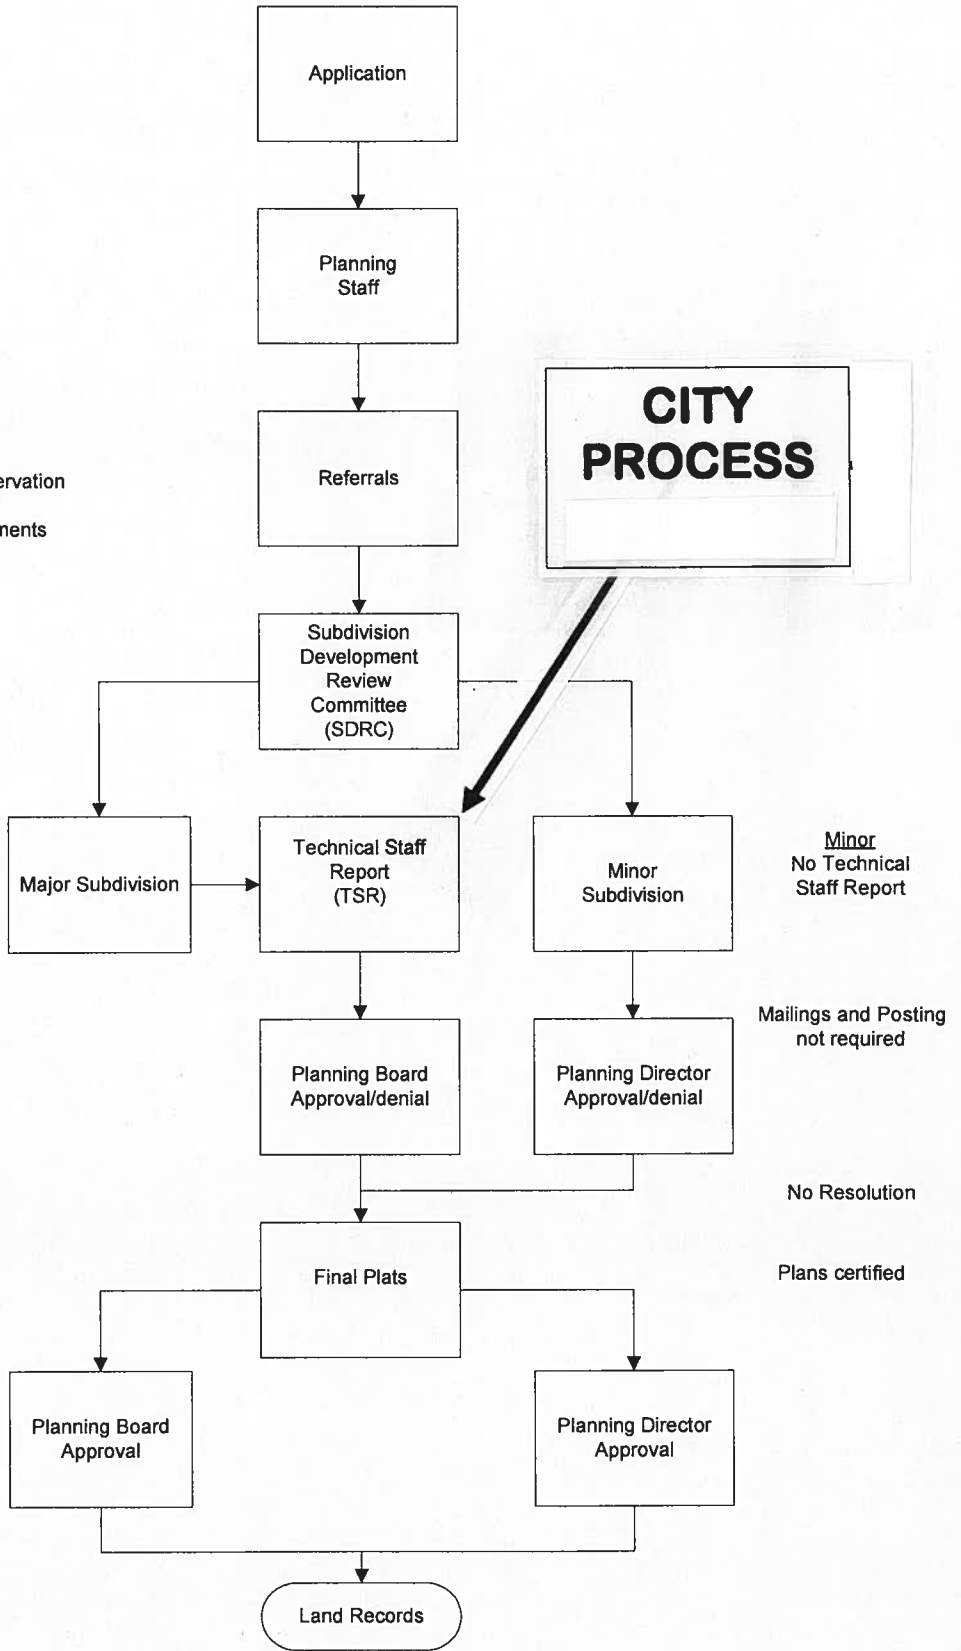 Application
Planning
Staff
Referrals
CITY
PROCESS
ervation
nents
Subdivision
Development
Review
Committee
(SDRC)
Major Subdivision
Technical Staff
Report
(TSR)
Minor
Subdivision
Minor
No Technical
Staff Report
Mailings and Posting
not required
Planning Board
Approval/denial
Planning Director
Approval/denial
No Resolution
Final Plats
Plans certified
Planning Board
Approval
Planning Director
Approval
Land Records